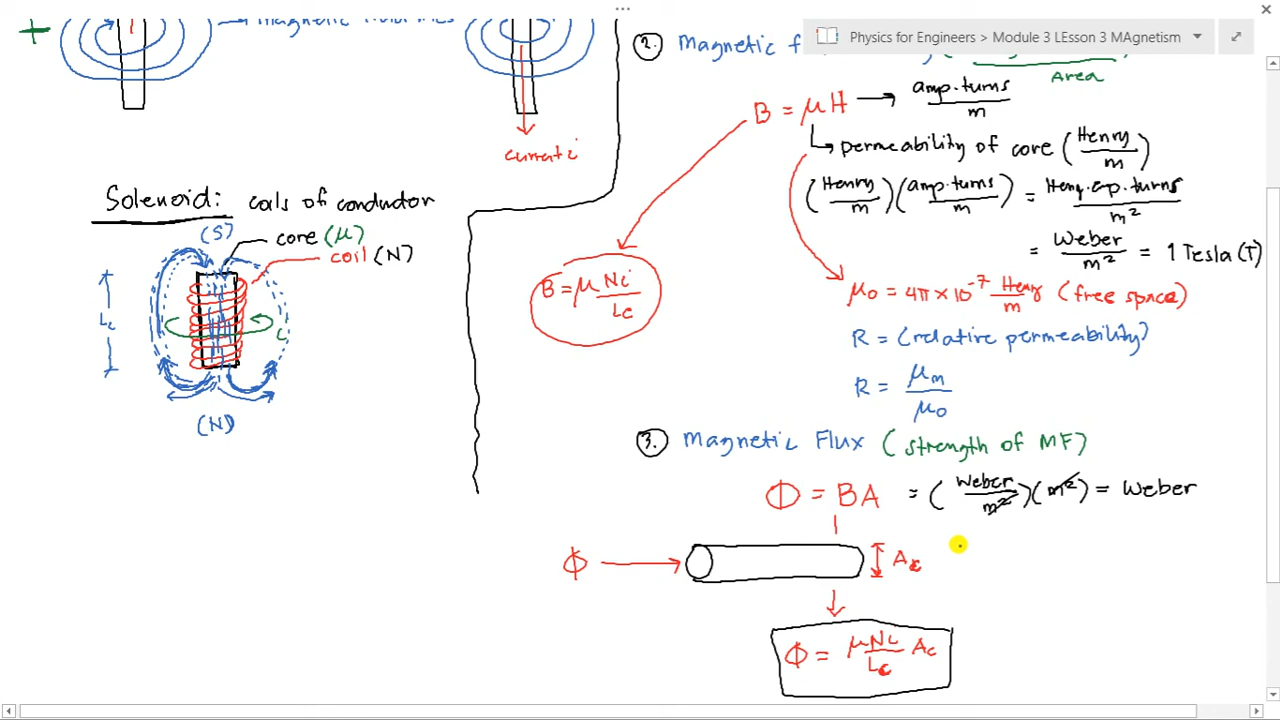 Physics for Engineers > Module 3 LEsson 3 MAgnetism
+
i
magnetic
current i
Solenoid: coils of conductor
(S)
core (μ)
coil (N)
Lc
i
(N)
2. Magnetic
Area
B = μH → amp.turns/m
permeability of core (Henry/m)
(Henry/m)(amp.turns/m) = Henry.amp.turns/m²
= Weber/m² = 1 Tesla(T)
B = μ Ni/Lc
μo = 4π × 10⁻⁷ Henry/m (free space)
R = (relative permeability)
R = μm/μo
3. Magnetic Flux (strength of MF)
Φ = BA = (Weber/m²)(m²) = Weber
Φ → Ac
Φ = μNi/Lc Ac